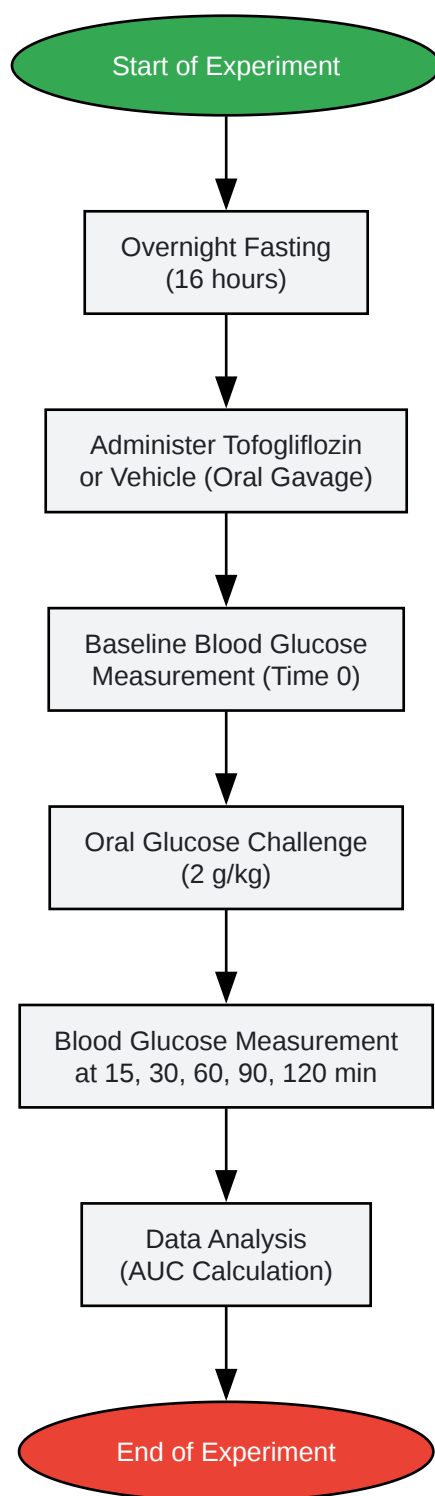 Start of Experiment
Overnight Fasting
(16 hours)
Administer Tofogliflozin
or Vehicle (Oral Gavage)
Baseline Blood Glucose
Measurement (Time 0)
Oral Glucose Challenge
(2 g/kg)
Blood Glucose Measurement
at 15, 30, 60, 90, 120 min
Data Analysis
(AUC Calculation)
End of Experiment